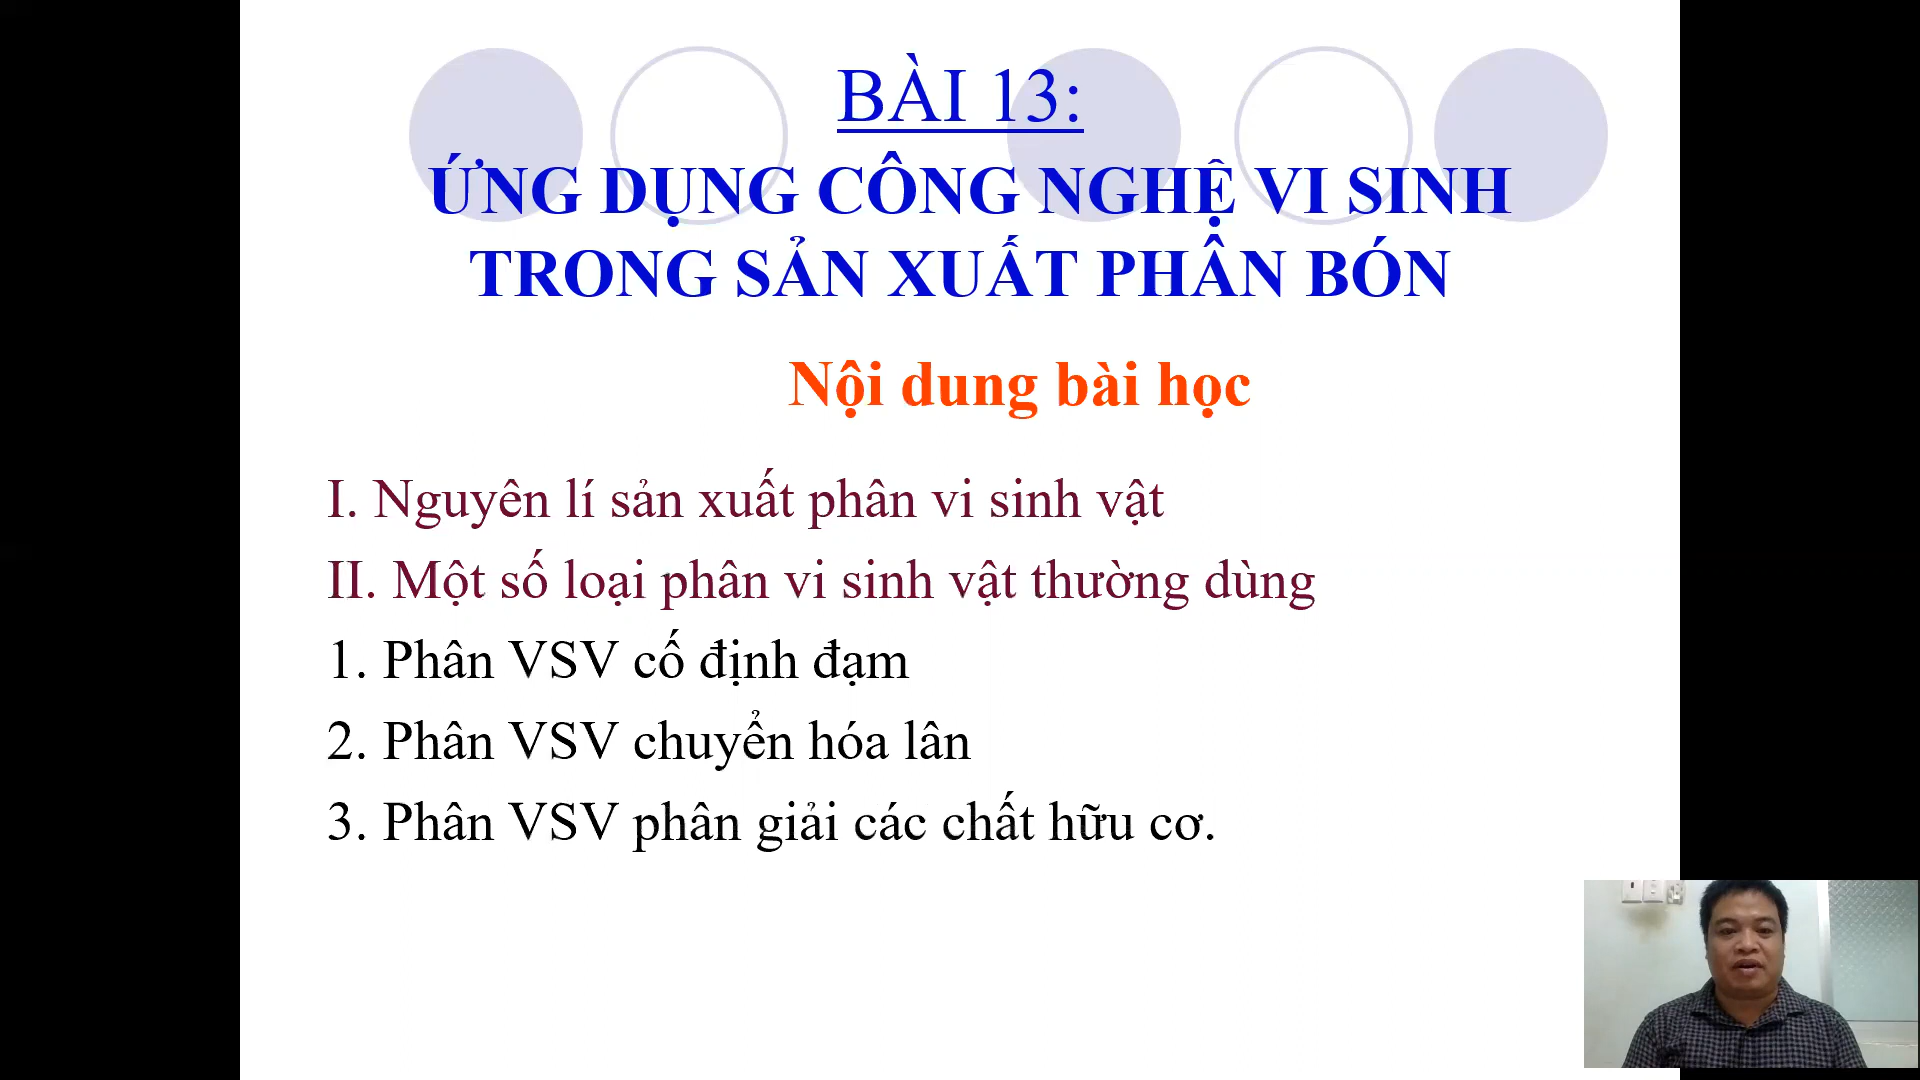 BÀI 13:
ỨNG DỤNG CÔNG NGHỆ VI SINH
TRONG SẢN XUẤT PHÂN BÓN
Nội dung bài học
I. Nguyên lí sản xuất phân vi sinh vật
II. Một số loại phân vi sinh vật thường dùng
1. Phân VSV cố định đạm
2. Phân VSV chuyển hóa lân
3. Phân VSV phân giải các chất hữu cơ.